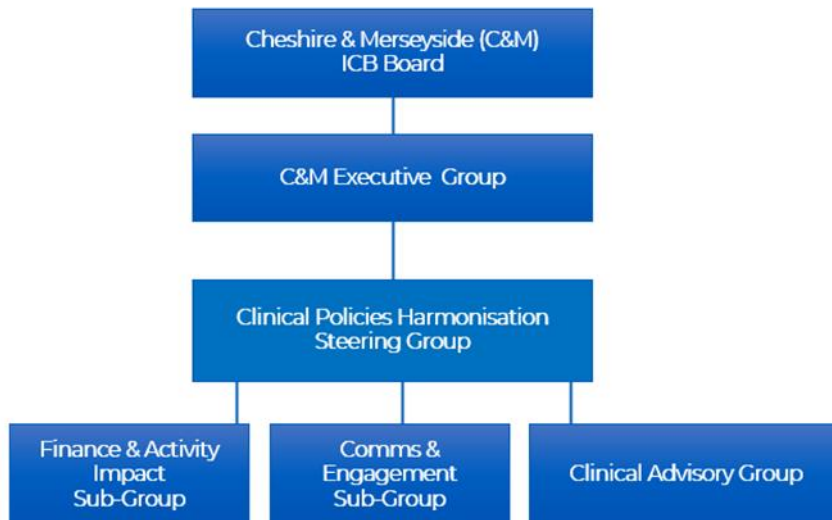 Cheshire & Merseyside (C&M)
ICB Board
C&M Executive Group
Clinical Policies Harmonisation
Steering Group
Finance & Activity
Impact
Sub-Group
Comms &
Engagement
Sub-Group
Clinical Advisory Group